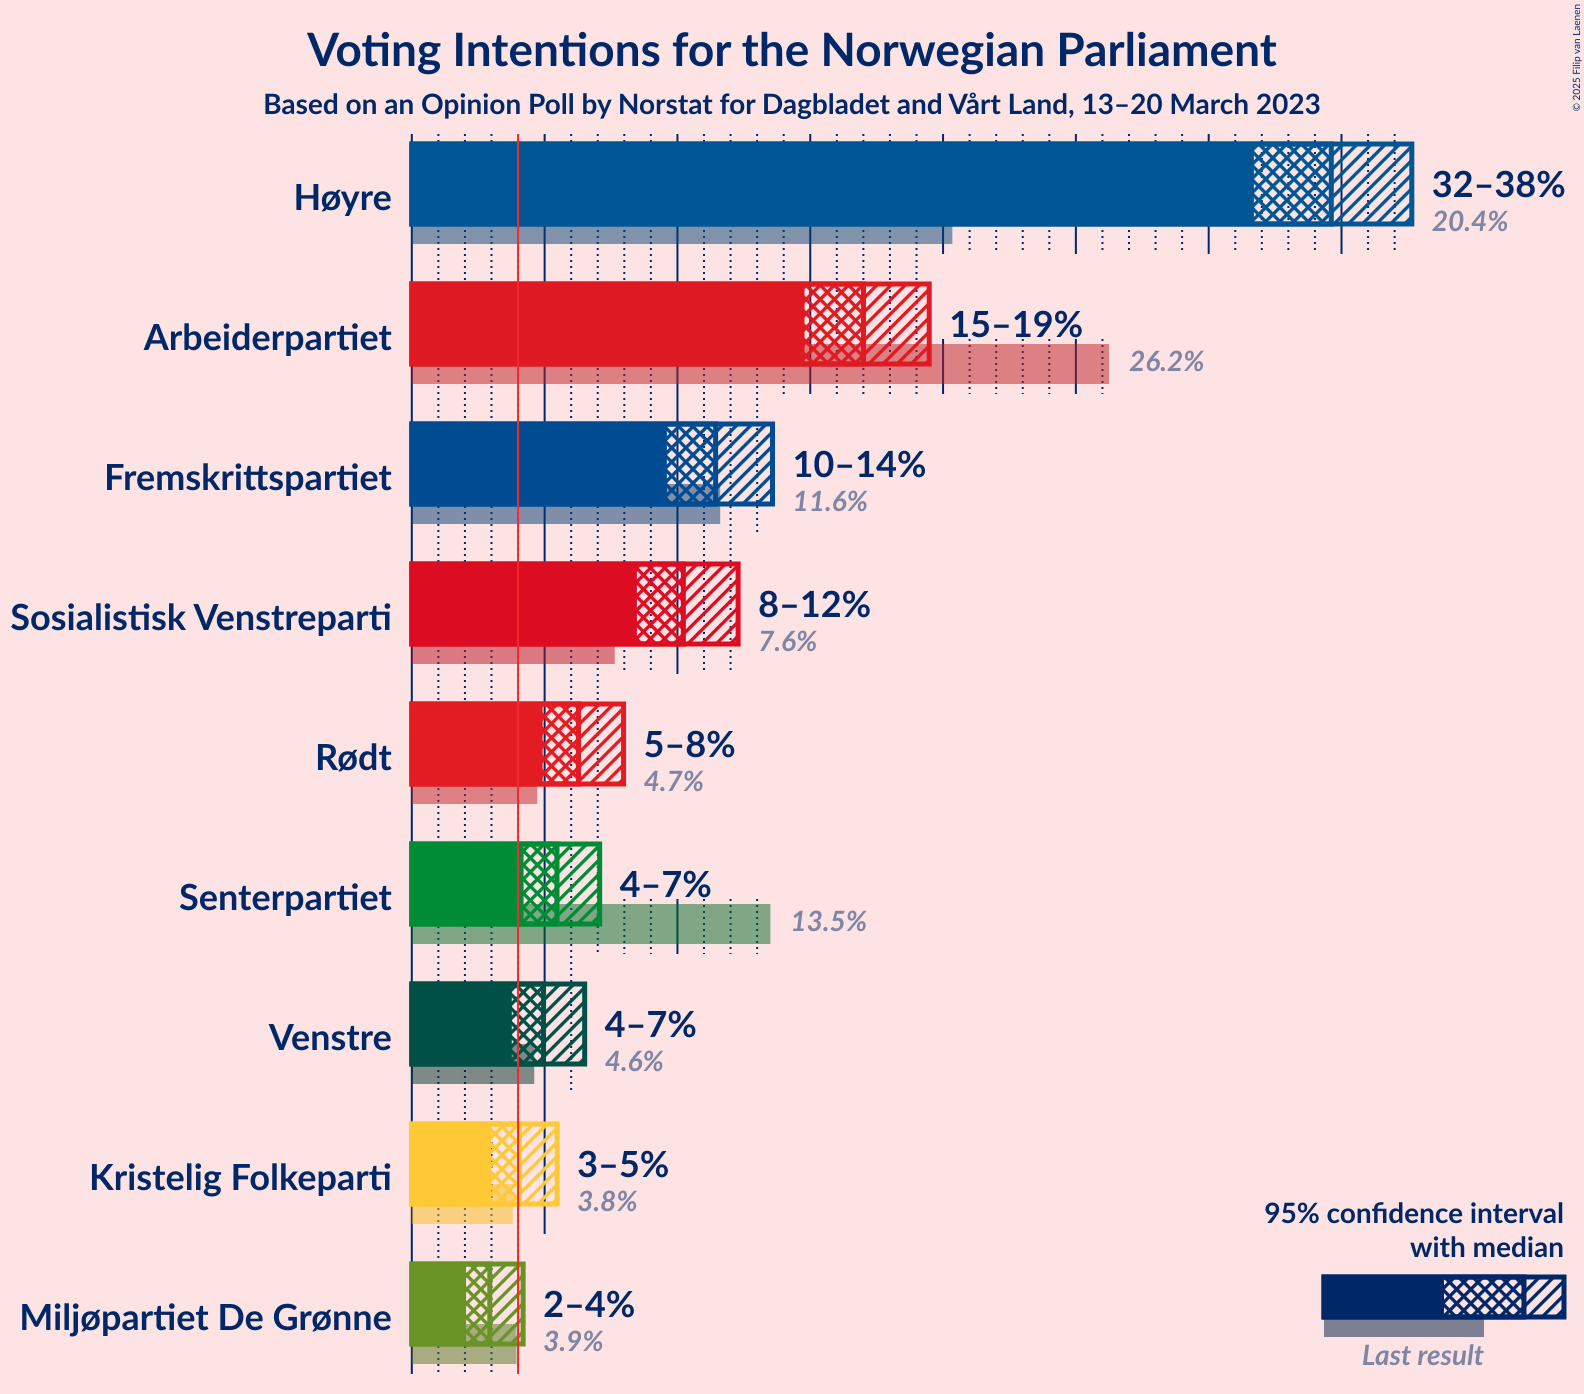 Voting Intentions for the Norwegian Parliament
Based on an Opinion Poll by Norstat for Dagbladet and Vårt Land, 13–20 March 2023
© 2025 Filip van Laenen
Høyre
32–38%
20.4%
Arbeiderpartiet
15–19%
26.2%
Fremskrittspartiet
10–14%
11.6%
Sosialistisk Venstreparti
8–12%
7.6%
Rødt
5–8%
4.7%
Senterpartiet
4–7%
13.5%
Venstre
4–7%
4.6%
Kristelig Folkeparti
3–5%
3.8%
Miljøpartiet De Grønne
2–4%
3.9%
95% confidence interval
with median
Last result